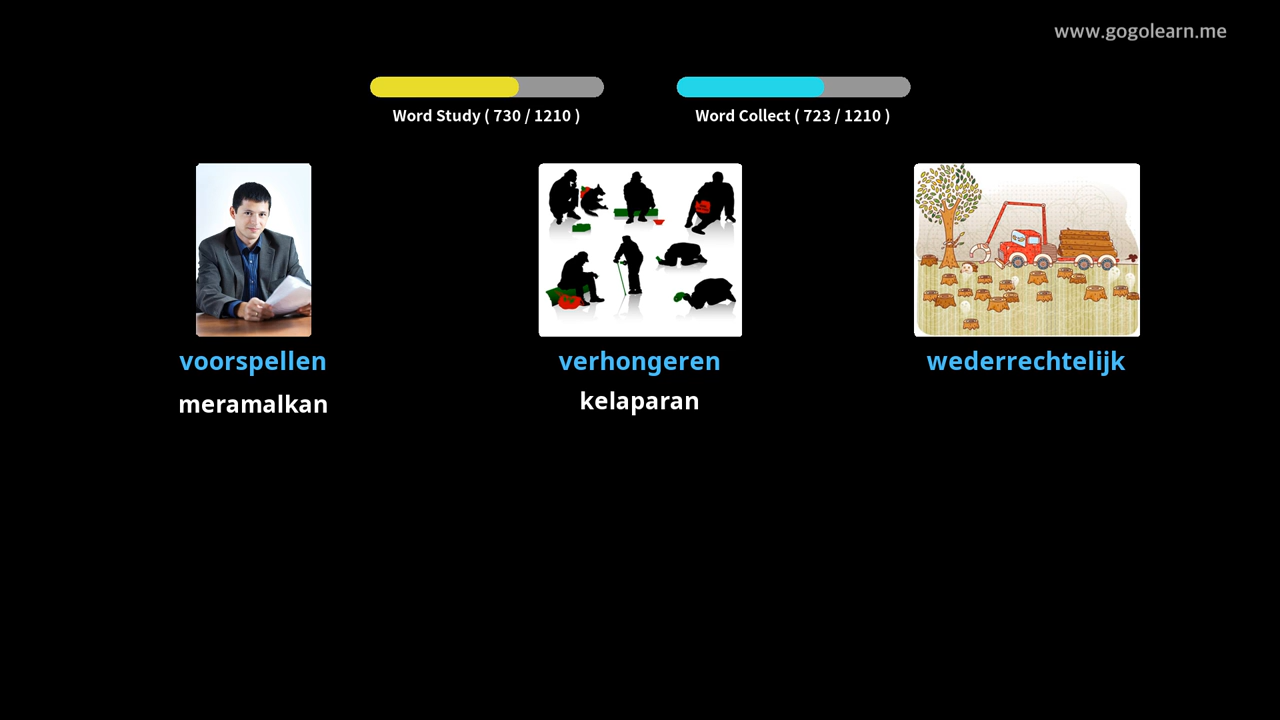 www.gogolearn.me
Word Study ( 730 / 1210 )
Word Collect ( 723 / 1210 )
voorspellen
meramalkan
verhongeren
kelaparan
wederrechtelijk